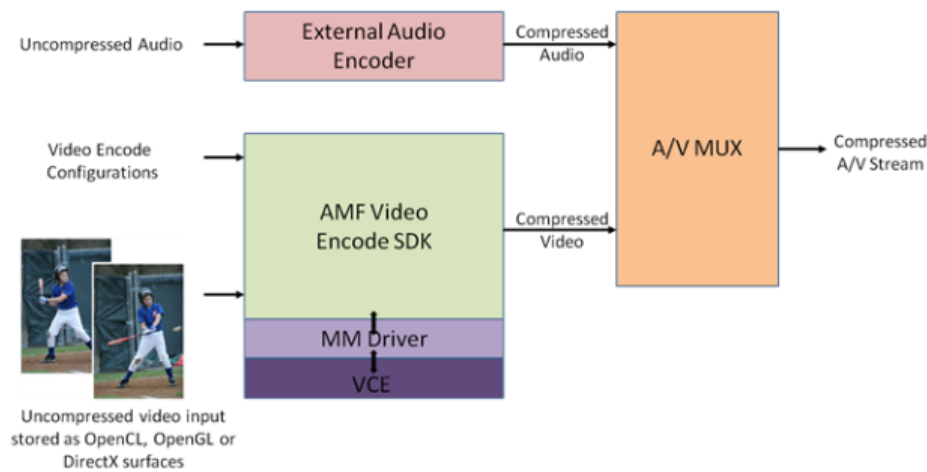 Uncompressed Audio
External Audio
Encoder
Compressed
Audio
A/V MUX
Compressed
A/V Stream
Video Encode
Configurations
AMF Video
Encode SDK
Compressed
Video
MM Driver
VCE
Uncompressed video input
stored as OpenCL, OpenGL or
DirectX surfaces